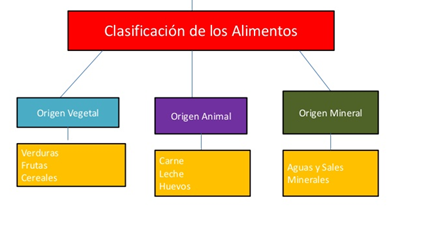 Clasificación de los Alimentos
Origen Vegetal
Origen Animal
Origen Mineral
Verduras
Frutas
Cereales
Carne
Leche
Huevos
Aguas y Sales
Minerales